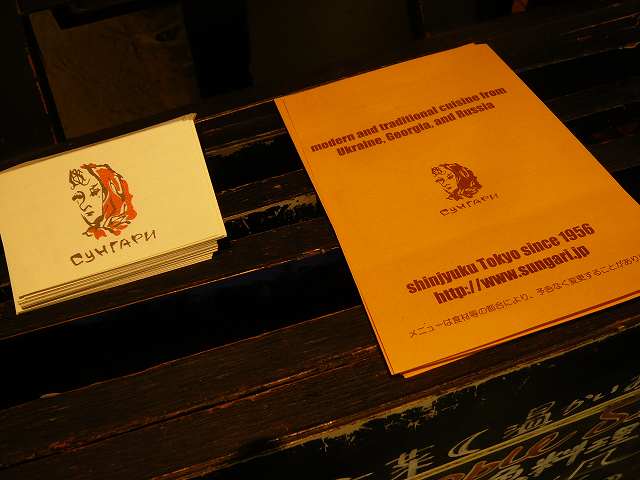 СУНГАРИ
modern and traditional cuisine from
Ukraine, Georgia, and Russia
СУНГАРИ
shinjyuku Tokyo since 1956
http://www.sungari.jp
メニューは食材等の都合により、予告なく変更することがあり